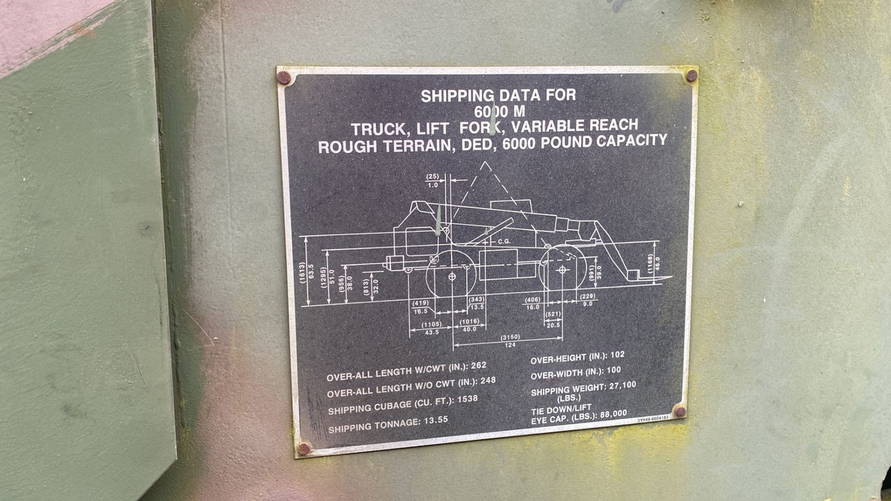 SHIPPING DATA FOR
6000 M
TRUCK, LIFT FORK, VARIABLE REACH
ROUGH TERRAIN, DED, 6000 POUND CAPACITY
(25)
1.0
C.G.
(1613)
63.5
(1295)
51.0
(955)
38.0
(813)
32.0
(991)
39.0
(1168)
46.0
(419)
16.5
(343)
13.5
(406)
16.0
(229)
9.0
(1105)
43.5
(1016)
40.0
(521)
20.5
(3150)
124
OVER-ALL LENGTH W/CWT (IN.): 262
OVER-ALL LENGTH W/O CWT (IN.): 248
SHIPPING CUBAGE (CU. FT.): 1538
SHIPPING TONNAGE: 13.55
OVER-HEIGHT (IN.): 102
OVER-WIDTH (IN.): 100
SHIPPING WEIGHT: 27,100
(LBS.)
TIE DOWN/LIFT
EYE CAP. (LBS.): 88,000